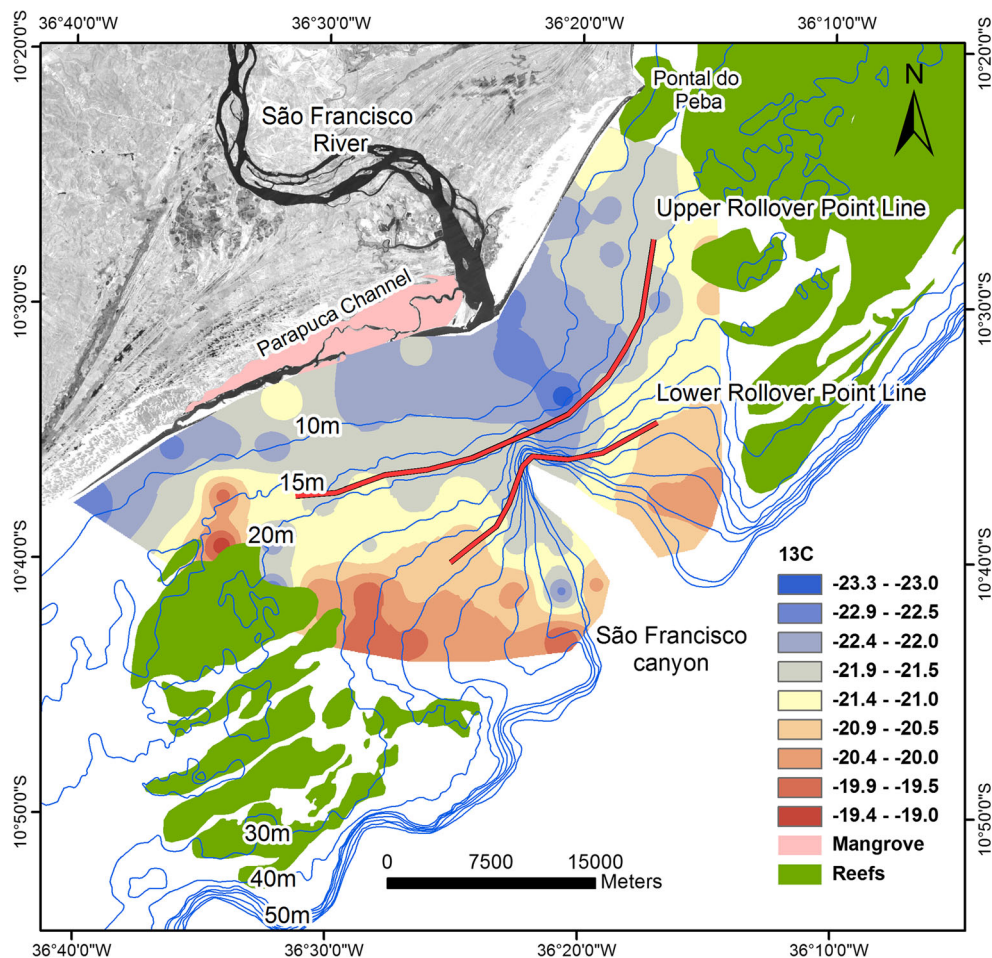 36°40'0"W
36°30'0"W
36°20'0"W
36°10'0"W
10°20'0"S
10°20'0"S
N
Pontal do
Peba
São Francisco
River
Upper Rollover Point Line
10°30'0"S
10°30'0"S
Parapuca Channel
Lower Rollover Point Line
10m
15m
20m
10°40'0"S
10°40'0"S
13C
-23.3 - -23.0
-22.9 - -22.5
-22.4 - -22.0
-21.9 - -21.5
-21.4 - -21.0
-20.9 - -20.5
-20.4 - -20.0
-19.9 - -19.5
-19.4 - -19.0
Mangrove
Reefs
São Francisco
canyon
10°50'0"S
10°50'0"S
30m
40m
50m
0 7500 15000
Meters
36°40'0"W
36°30'0"W
36°20'0"W
36°10'0"W